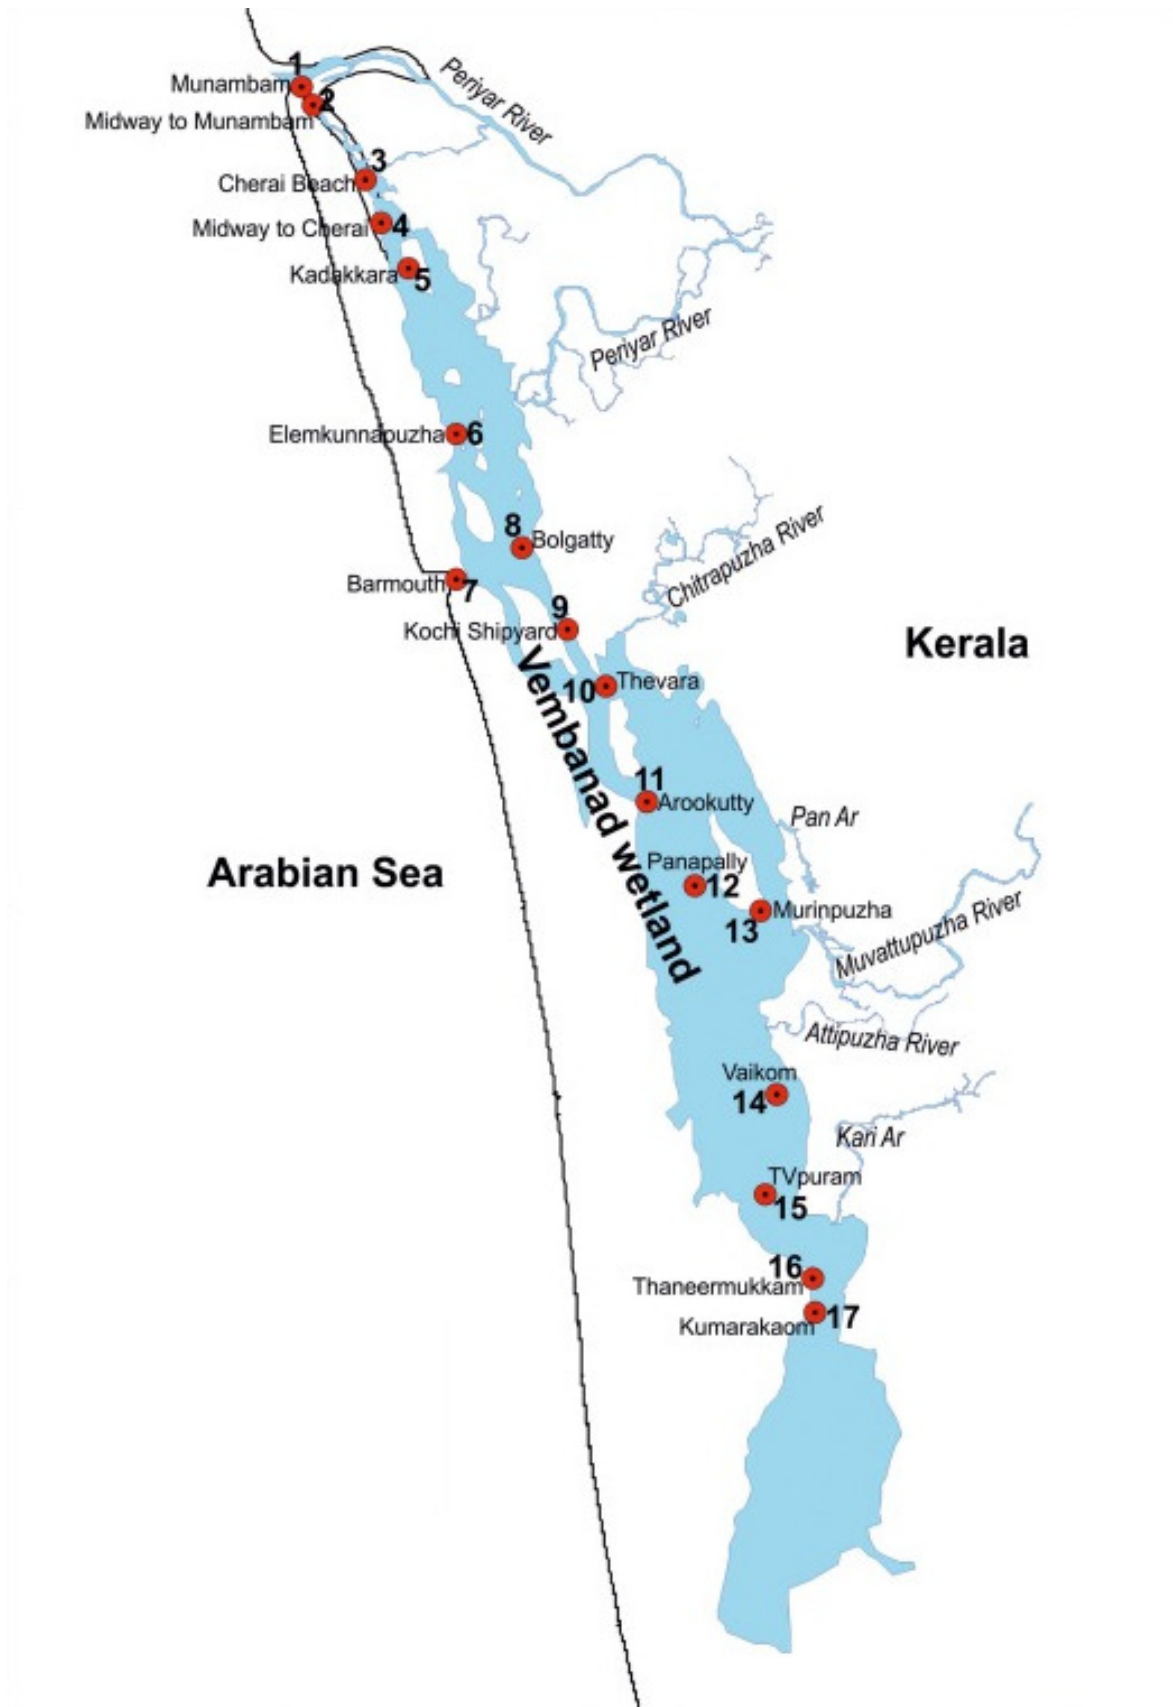 1
Munambam
2
Midway to Munambam
Periyar River
3
Cherai Beach
Midway to Cherai
4
Kadakkara
5
Periyar River
Elemkunnapuzha
6
8
Bolgatty
Chitrapuzha River
Barmouth
7
9
Kochi Shipyard
Kerala
10
Thevara
Vembanad wetland
11
Arookutty
Pan Ar
Arabian Sea
Panapally
12
Murinpuzha
13
Muvattupuzha River
Attipuzha River
Vaikom
14
Kari Ar
TVpuram
15
16
Thaneermukkam
17
Kumarakaom